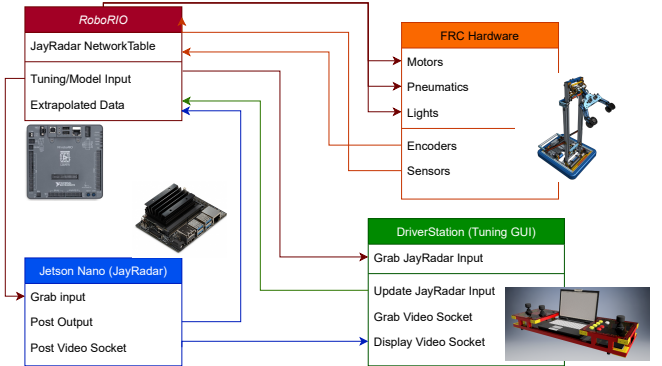 RoboRIO
JayRadar NetworkTable
Tuning/Model Input
Extrapolated Data
FRC Hardware
Motors
Pneumatics
Lights
Encoders
Sensors
Jetson Nano (JayRadar)
Grab input
Post Output
Post Video Socket
DriverStation (Tuning GUI)
Grab JayRadar Input
Update JayRadar Input
Grab Video Socket
Display Video Socket